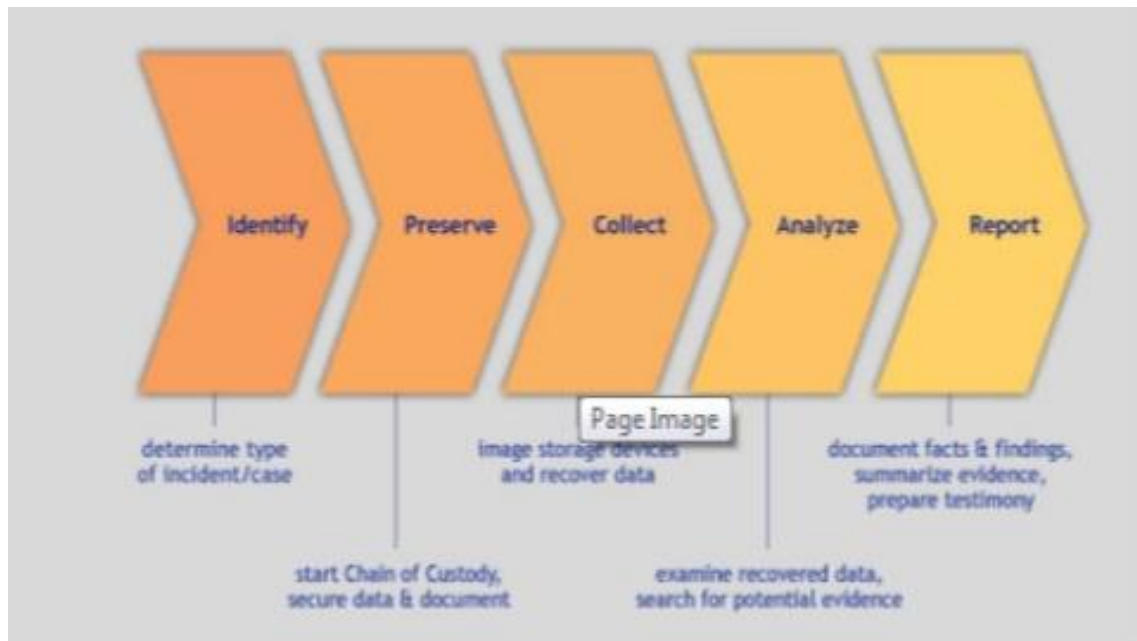 Identify
Preserve
Collect
Analyze
Report
Page Image
determine type
of incident/case
image storage devices
and recover data
document facts & findings,
summarize evidence,
prepare testimony
start Chain of Custody,
secure data & document
examine recovered data,
search for potential evidence